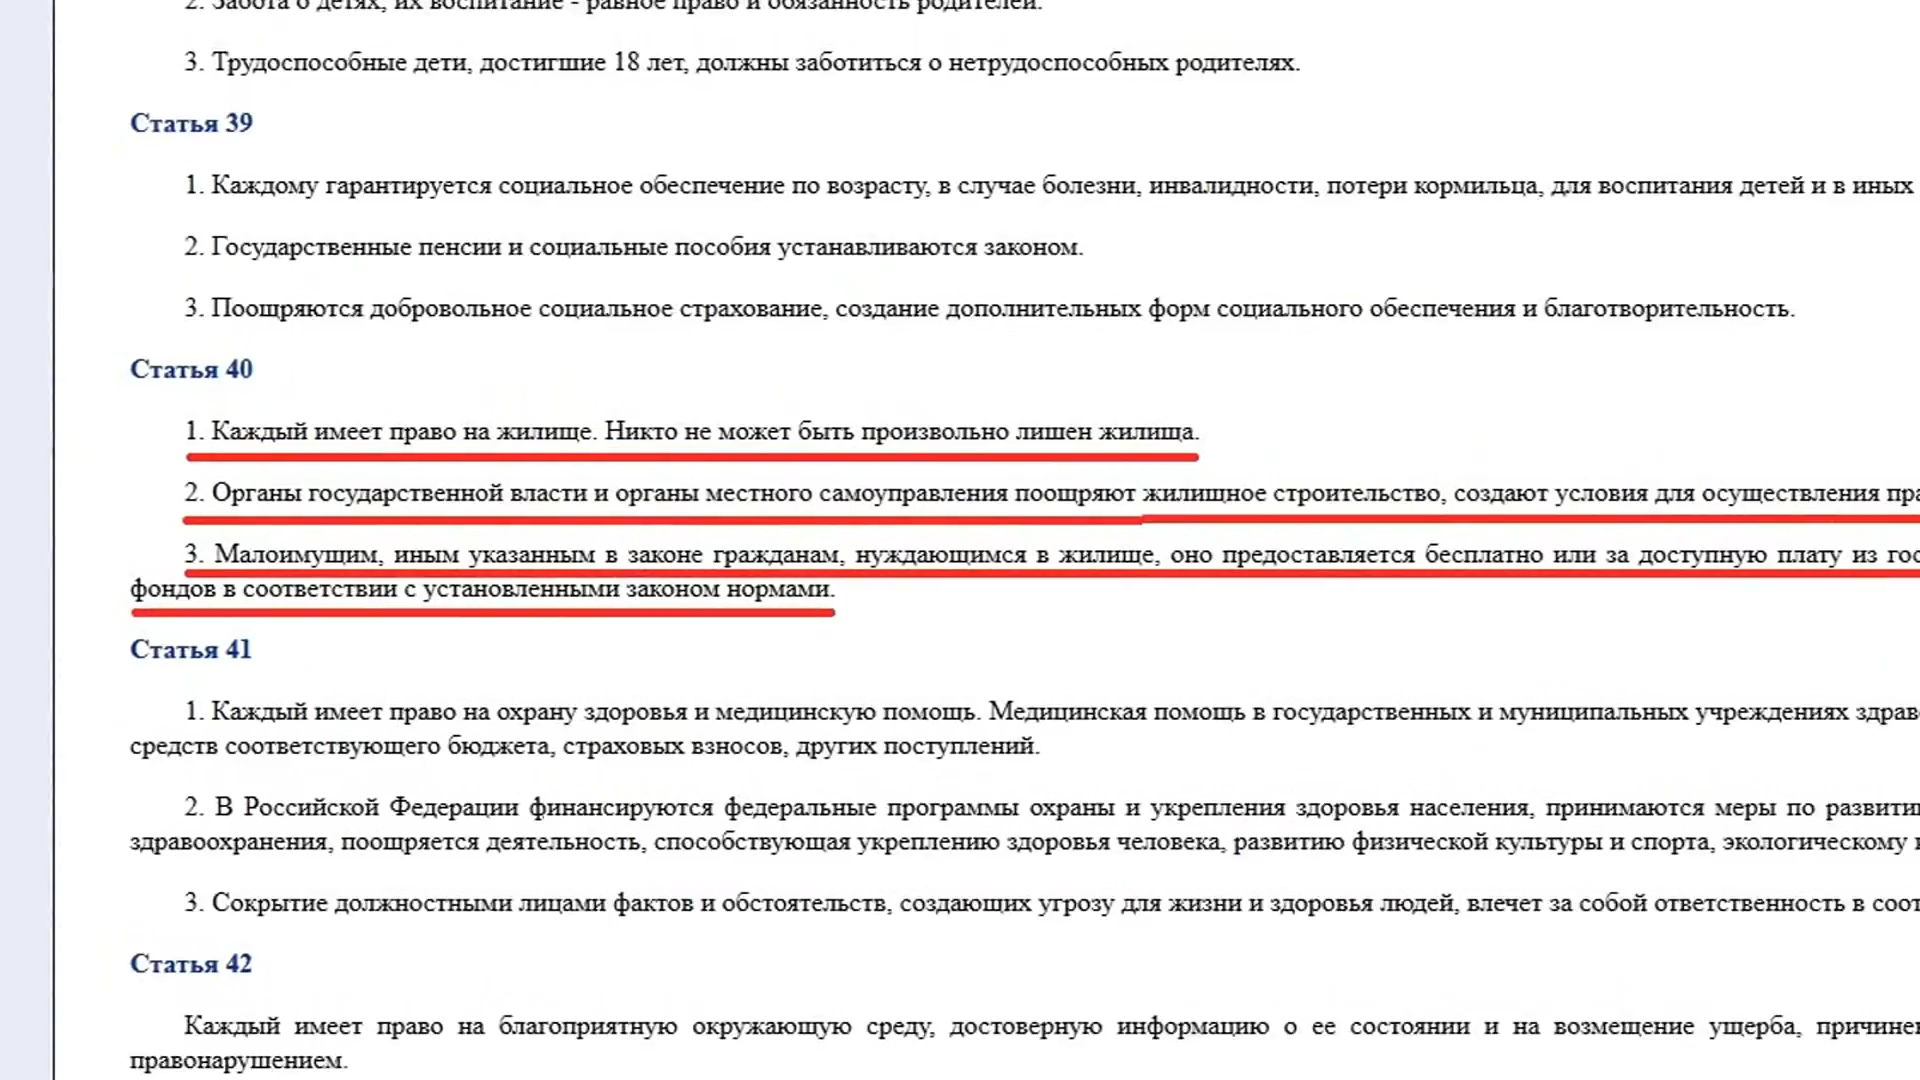 2. Забота о детях, их воспитание - равное право и обязанность родителей.
3. Трудоспособные дети, достигшие 18 лет, должны заботиться о нетрудоспособных родителях.
Статья 39
1. Каждому гарантируется социальное обеспечение по возрасту, в случае болезни, инвалидности, потери кормильца, для воспитания детей и в иных
2. Государственные пенсии и социальные пособия устанавливаются законом.
3. Поощряются добровольное социальное страхование, создание дополнительных форм социального обеспечения и благотворительность.
Статья 40
1. Каждый имеет право на жилище. Никто не может быть произвольно лишен жилища.
2. Органы государственной власти и органы местного самоуправления поощряют жилищное строительство, создают условия для осуществления пра
3. Малоимущим, иным указанным в законе гражданам, нуждающимся в жилище, оно предоставляется бесплатно или за доступную плату из гос
фондов в соответствии с установленными законом нормами.
Статья 41
1. Каждый имеет право на охрану здоровья и медицинскую помощь. Медицинская помощь в государственных и муниципальных учреждениях здрав
средств соответствующего бюджета, страховых взносов, других поступлений.
2. В Российской Федерации финансируются федеральные программы охраны и укрепления здоровья населения, принимаются меры по развити
здравоохранения, поощряется деятельность, способствующая укреплению здоровья человека, развитию физической культуры и спорта, экологическому
3. Сокрытие должностными лицами фактов и обстоятельств, создающих угрозу для жизни и здоровья людей, влечет за собой ответственность в соот
Статья 42
Каждый имеет право на благоприятную окружающую среду, достоверную информацию о ее состоянии и на возмещение ущерба, причинен
правонарушением.